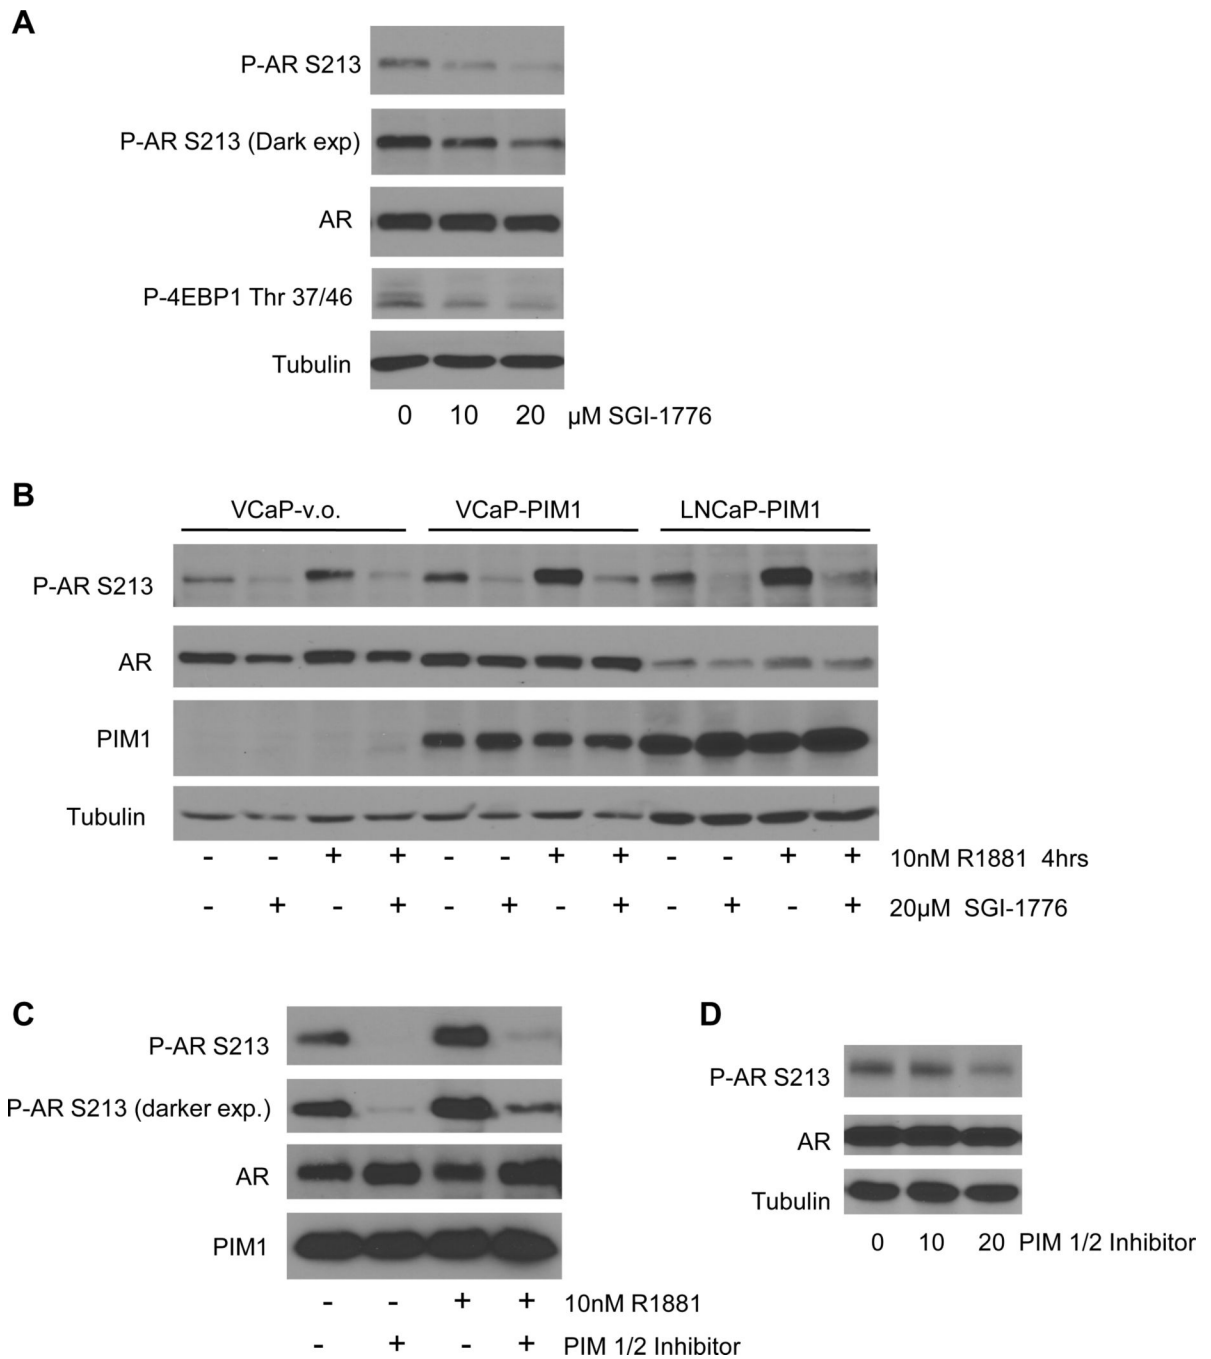 A
P-AR S213
P-AR S213 (Dark exp)
AR
P-4EBP1 Thr 37/46
Tubulin
0 10 20 µM SGI-1776
B
VCaP-v.o. VCaP-PIM1 LNCaP-PIM1
P-AR S213
AR
PIM1
Tubulin
- - + + - - + + - - + + 10nM R1881 4hrs
- + - + - + - + - + - + 20µM SGI-1776
C
P-AR S213
P-AR S213 (darker exp.)
AR
PIM1
- - + + 10nM R1881
- + - + PIM 1/2 Inhibitor
D
P-AR S213
AR
Tubulin
0 10 20 PIM 1/2 Inhibitor